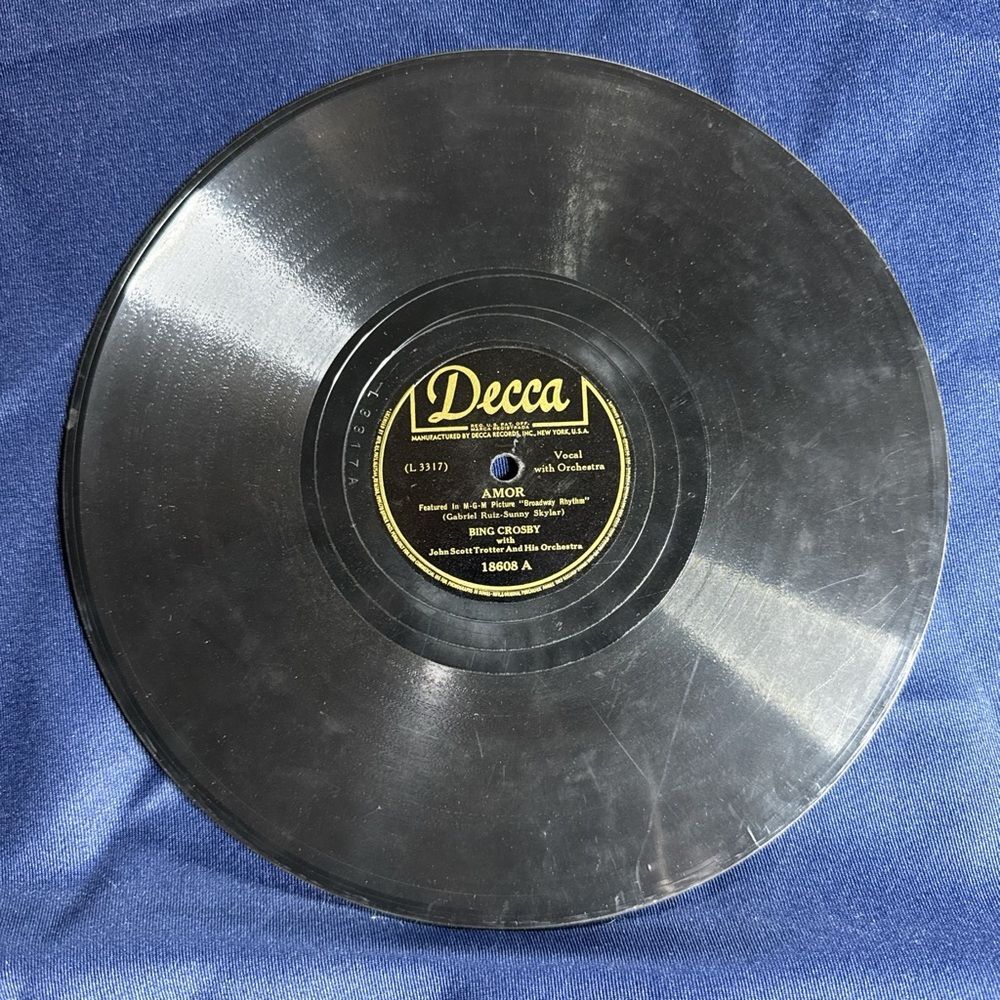 Decca
REG. U.S. PAT. OFF.
MARCA REGISTRADA
MANUFACTURED BY DECCA RECORDS, INC., NEW YORK, U.S.A.
(L 3317)
Vocal
with Orchestra
AMOR
Featured In M-G-M Picture "Broadway Rhythm"
(Gabriel Ruiz-Sunny Skylar)
BING CROSBY
with
John Scott Trotter And His Orchestra
18608 A
L 3317A